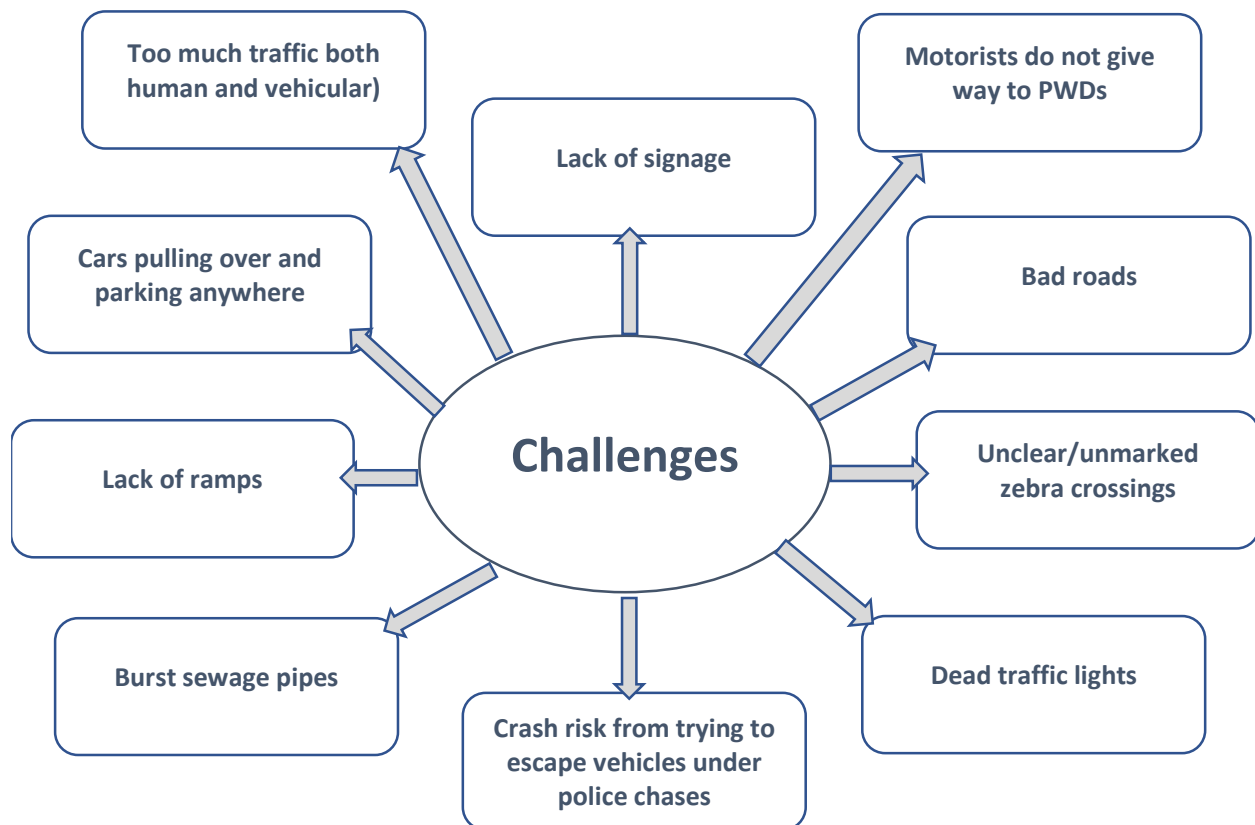 Too much traffic both
human and vehicular)
Lack of signage
Motorists do not give
way to PWDs
Cars pulling over and
parking anywhere
Bad roads
Challenges
Lack of ramps
Unclear/unmarked
zebra crossings
Burst sewage pipes
Dead traffic lights
Crash risk from trying to
escape vehicles under
police chases